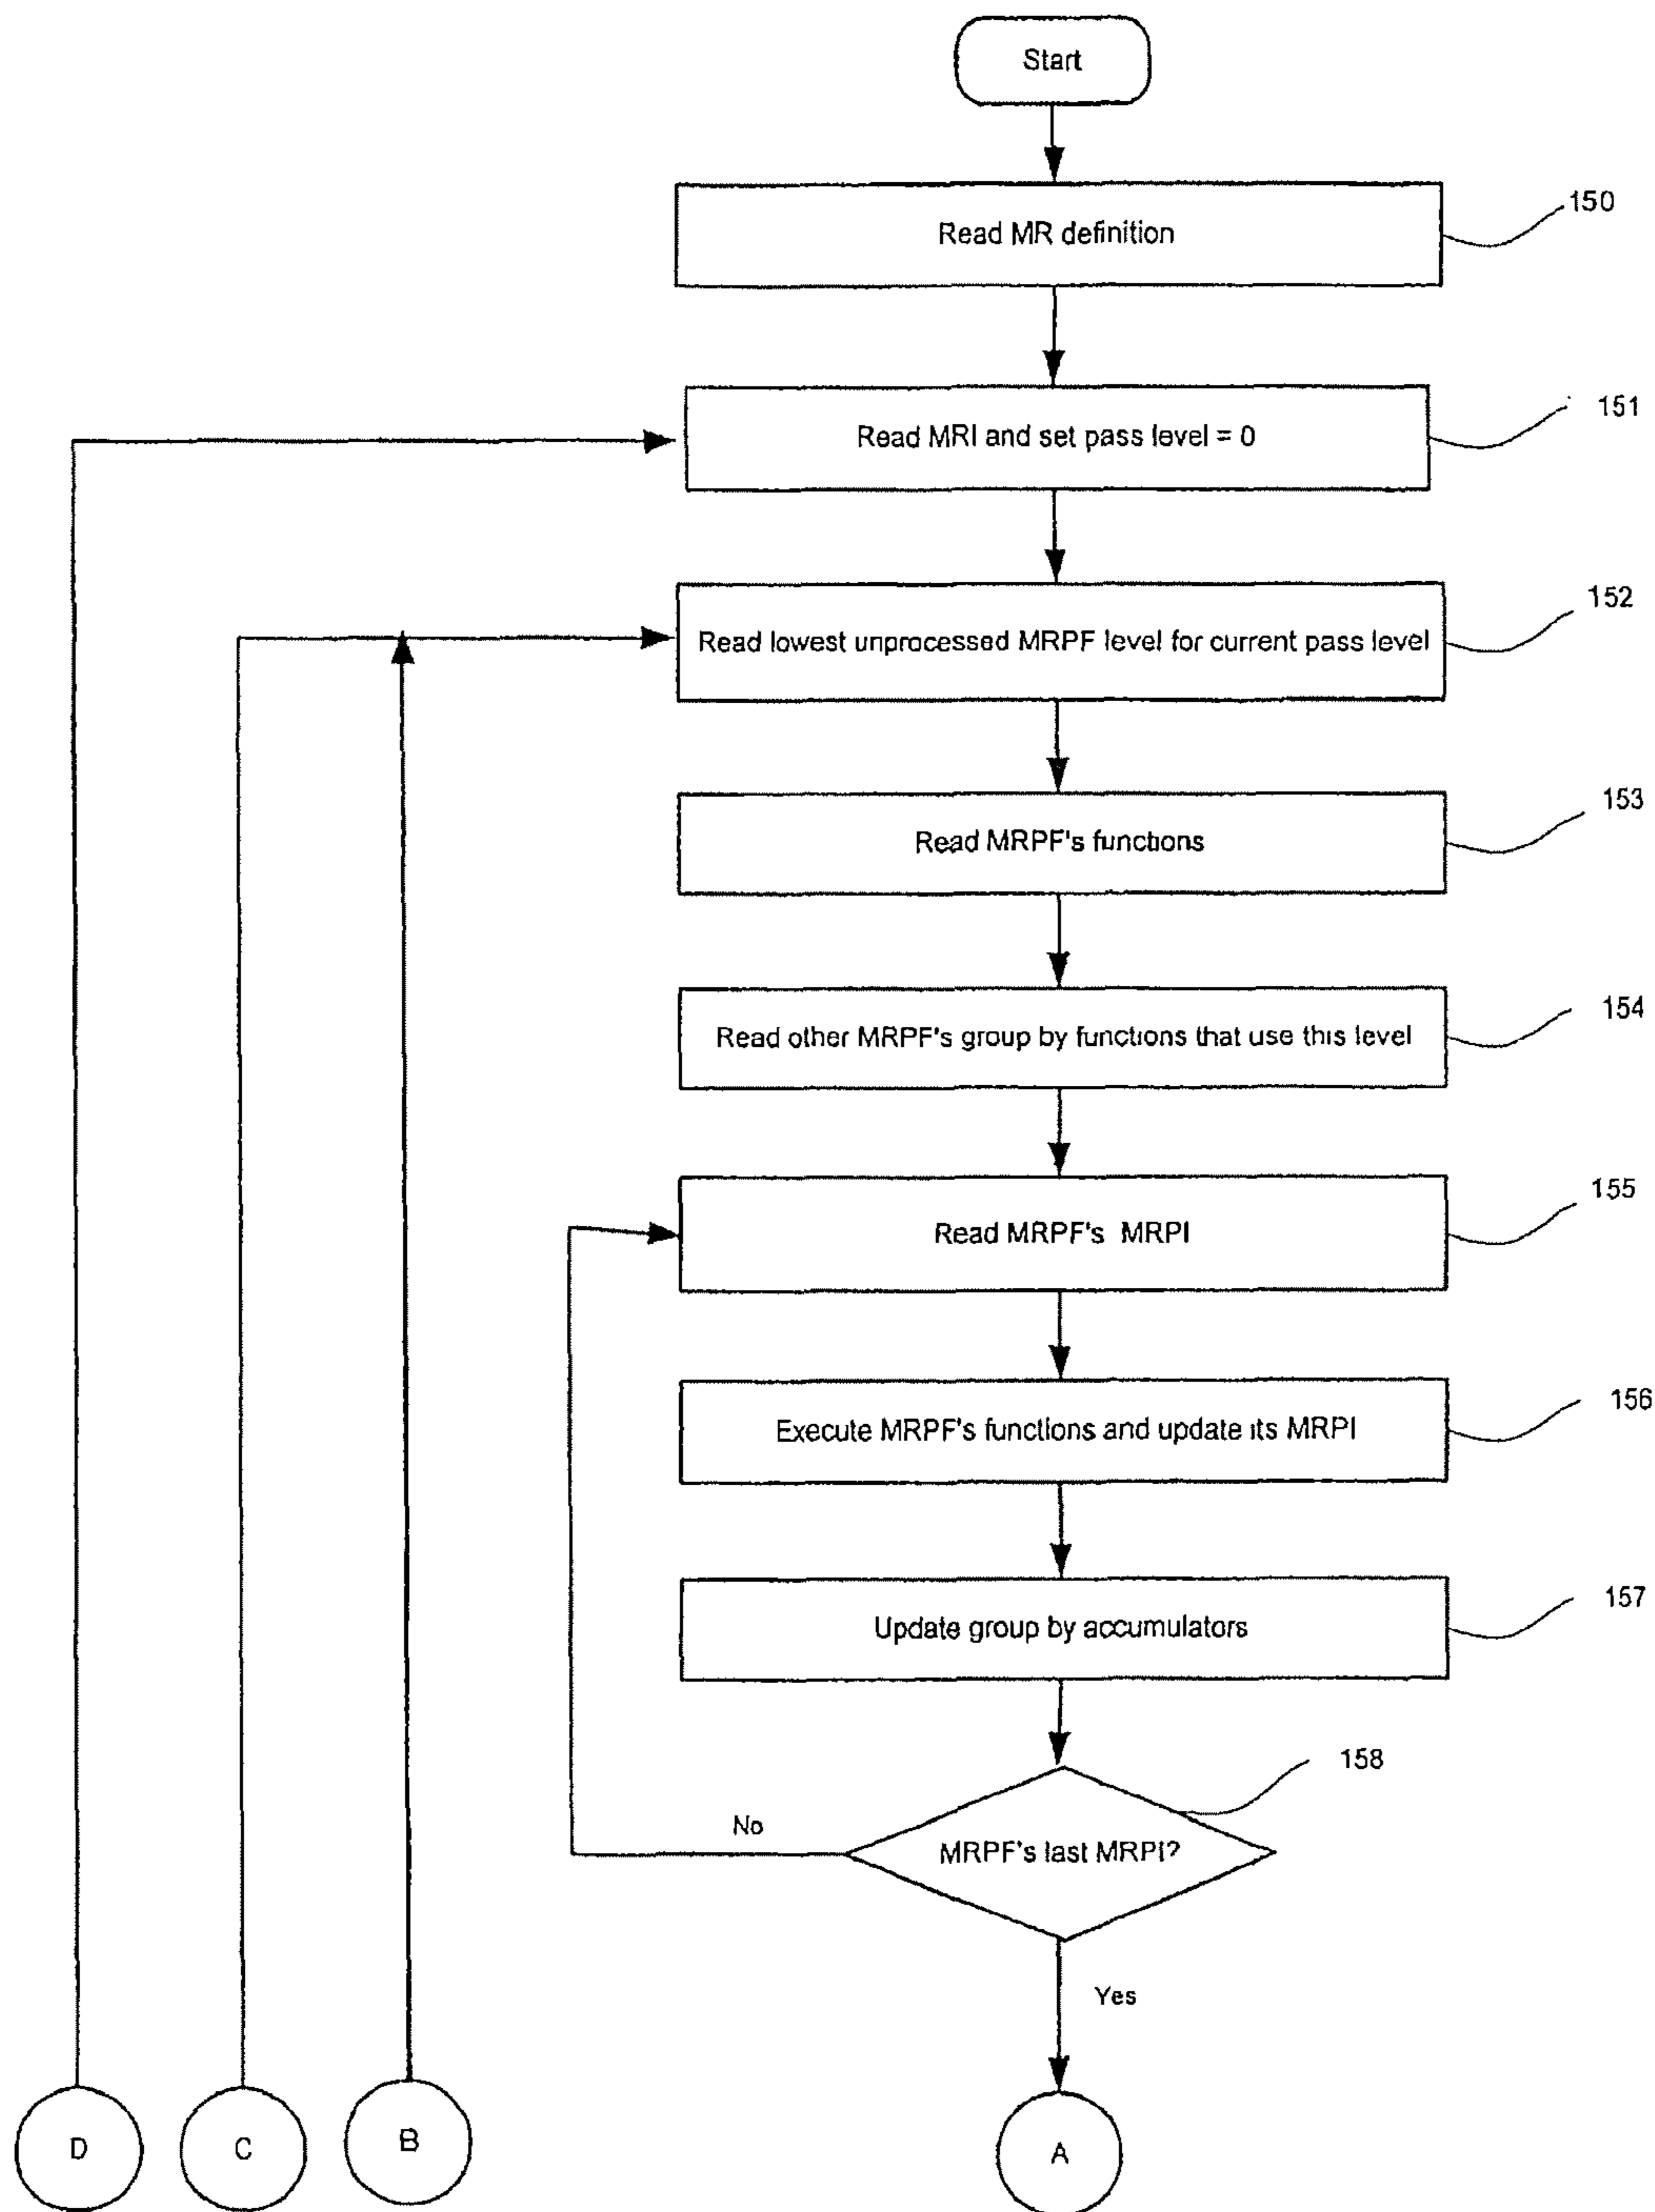 Start
Read MR definition
150
Read MRI and set pass level = 0
151
Read lowest unprocessed MRPF level for current pass level
152
Read MRPF's functions
153
Read other MRPF's group by functions that use this level
154
Read MRPF's MRPI
155
Execute MRPF's functions and update its MRPI
156
Update group by accumulators
157
MRPF's last MRPI?
158
No
Yes
D
C
B
A